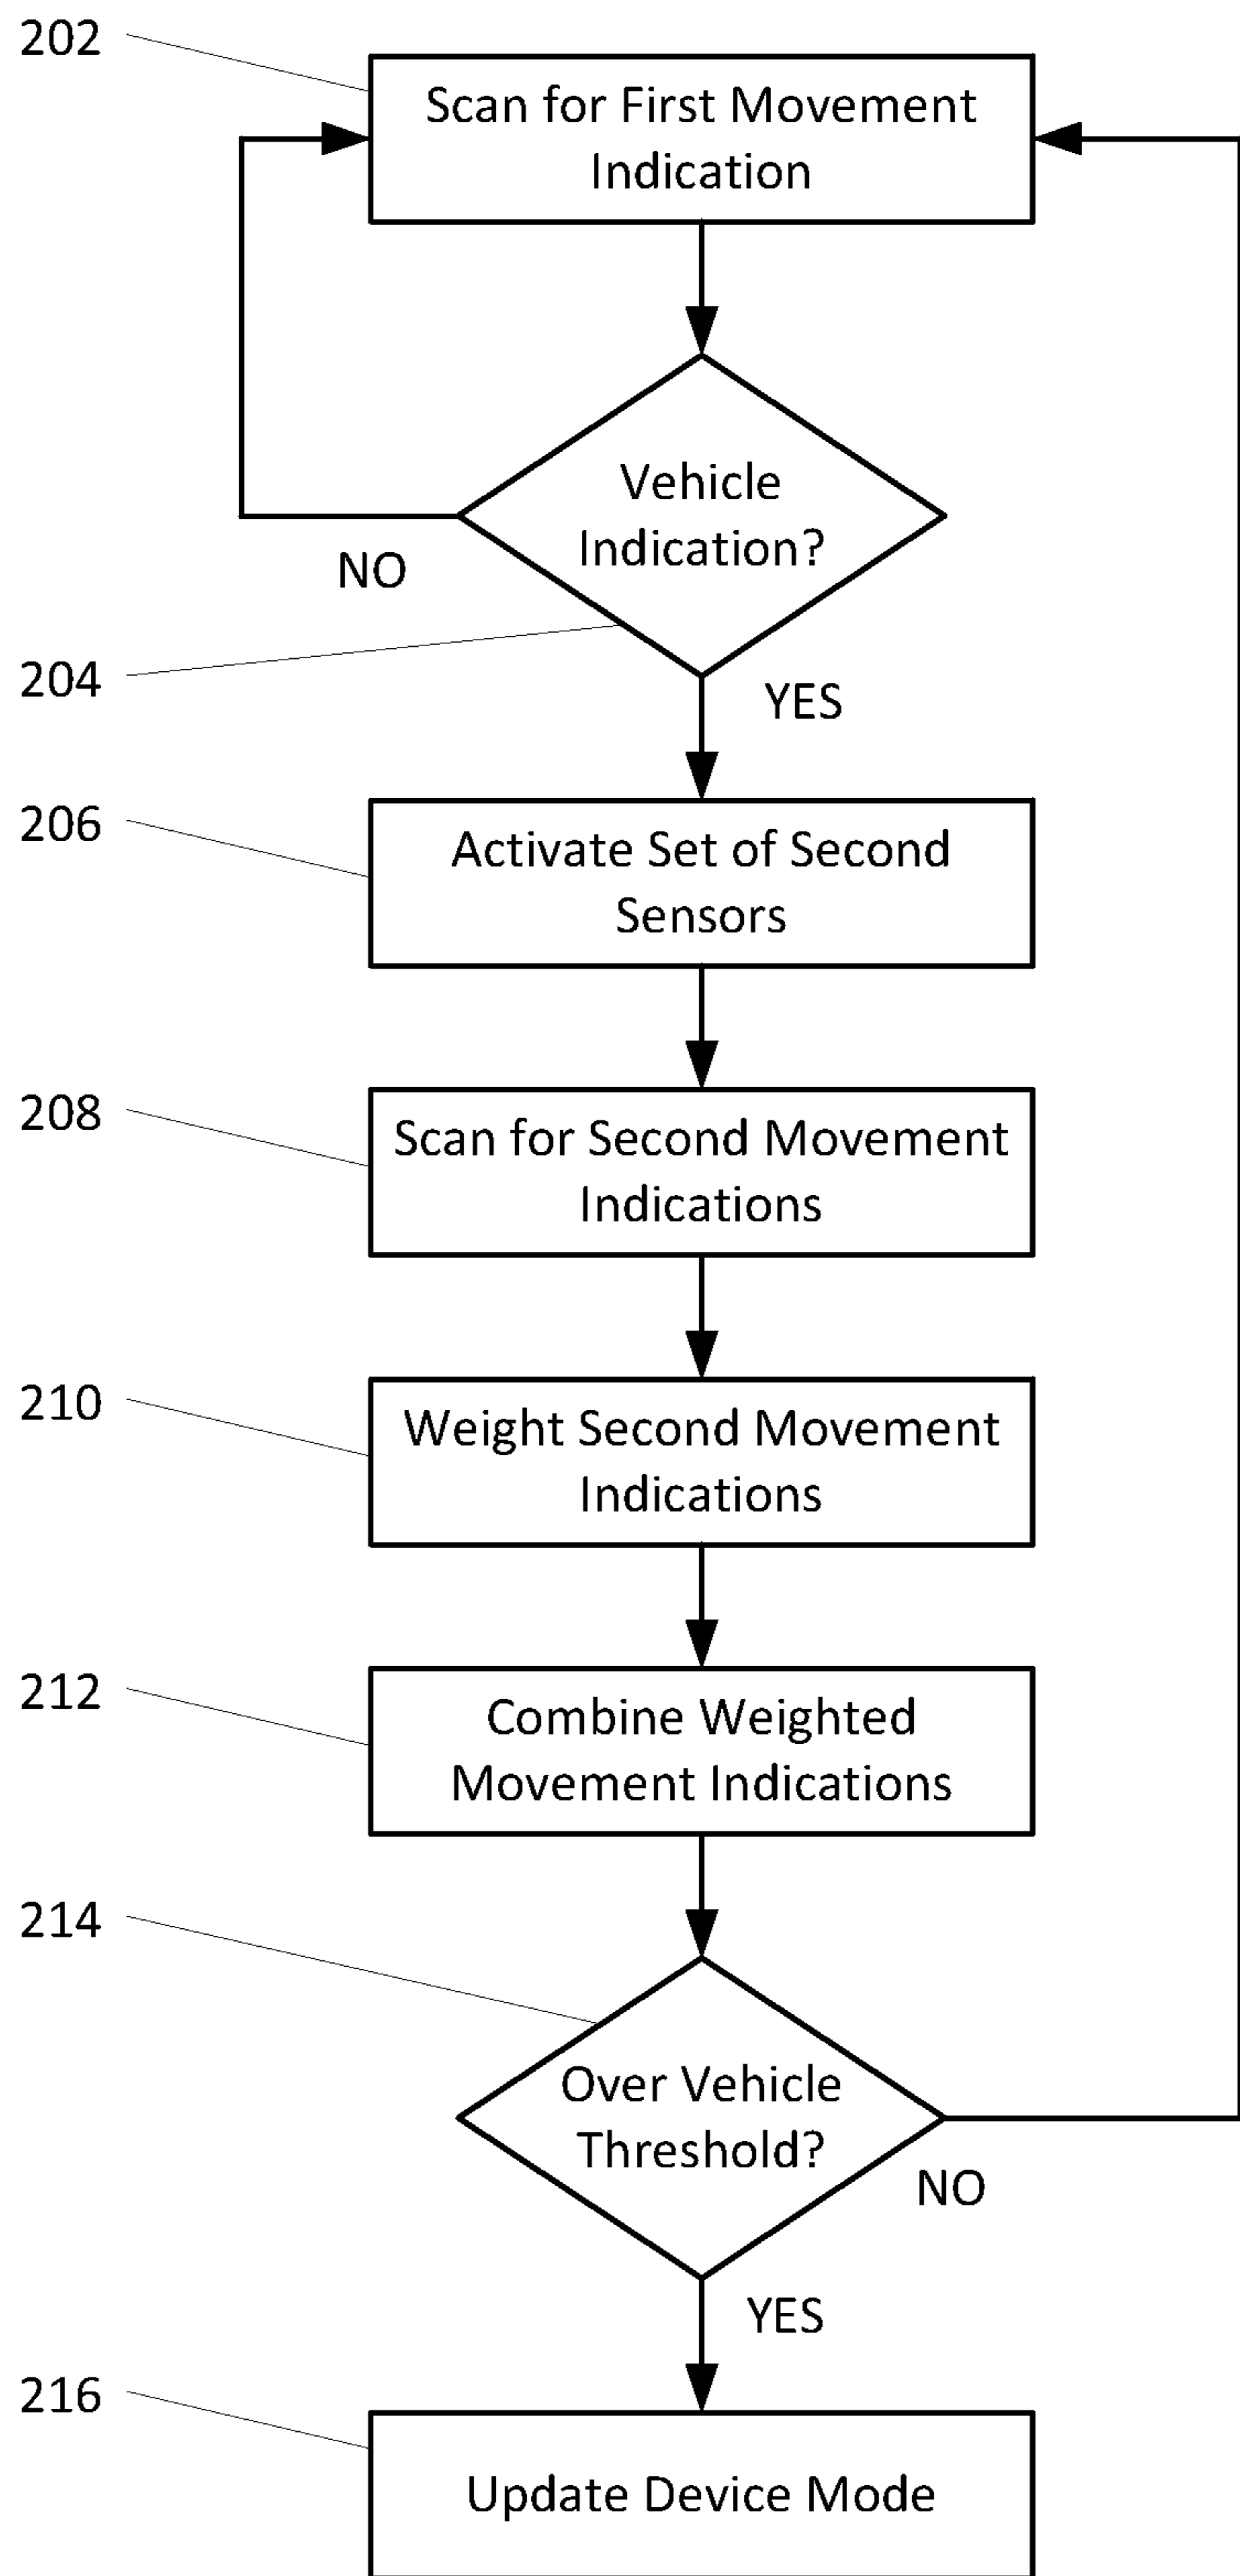 202
Scan for First Movement
Indication
Vehicle
Indication?
NO
204
YES
206
Activate Set of Second
Sensors
208
Scan for Second Movement
Indications
210
Weight Second Movement
Indications
212
Combine Weighted
Movement Indications
214
Over Vehicle
Threshold?
NO
YES
216
Update Device Mode